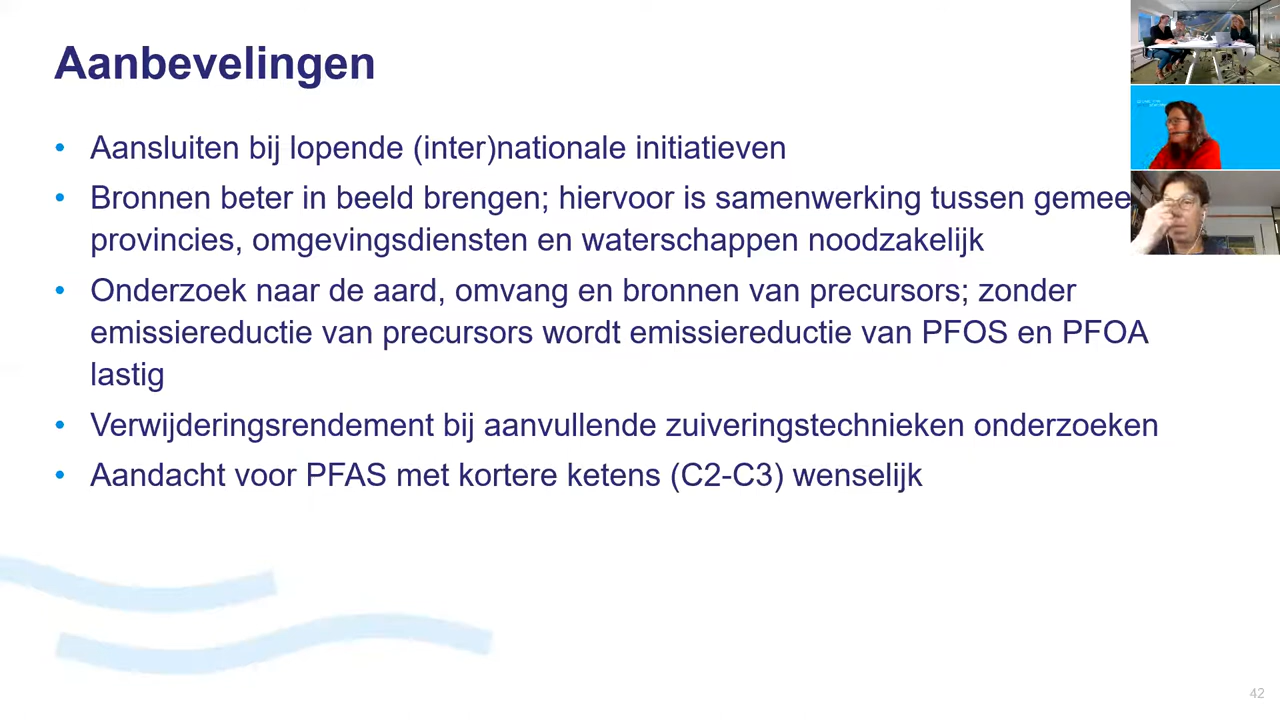 Aanbevelingen
• Aansluiten bij lopende (inter)nationale initiatieven
• Bronnen beter in beeld brengen; hiervoor is samenwerking tussen gemee
provincies, omgevingsdiensten en waterschappen noodzakelijk
• Onderzoek naar de aard, omvang en bronnen van precursors; zonder
emissiereductie van precursors wordt emissiereductie van PFOS en PFOA
lastig
• Verwijderingsrendement bij aanvullende zuiveringstechnieken onderzoeken
• Aandacht voor PFAS met kortere ketens (C2-C3) wenselijk
42